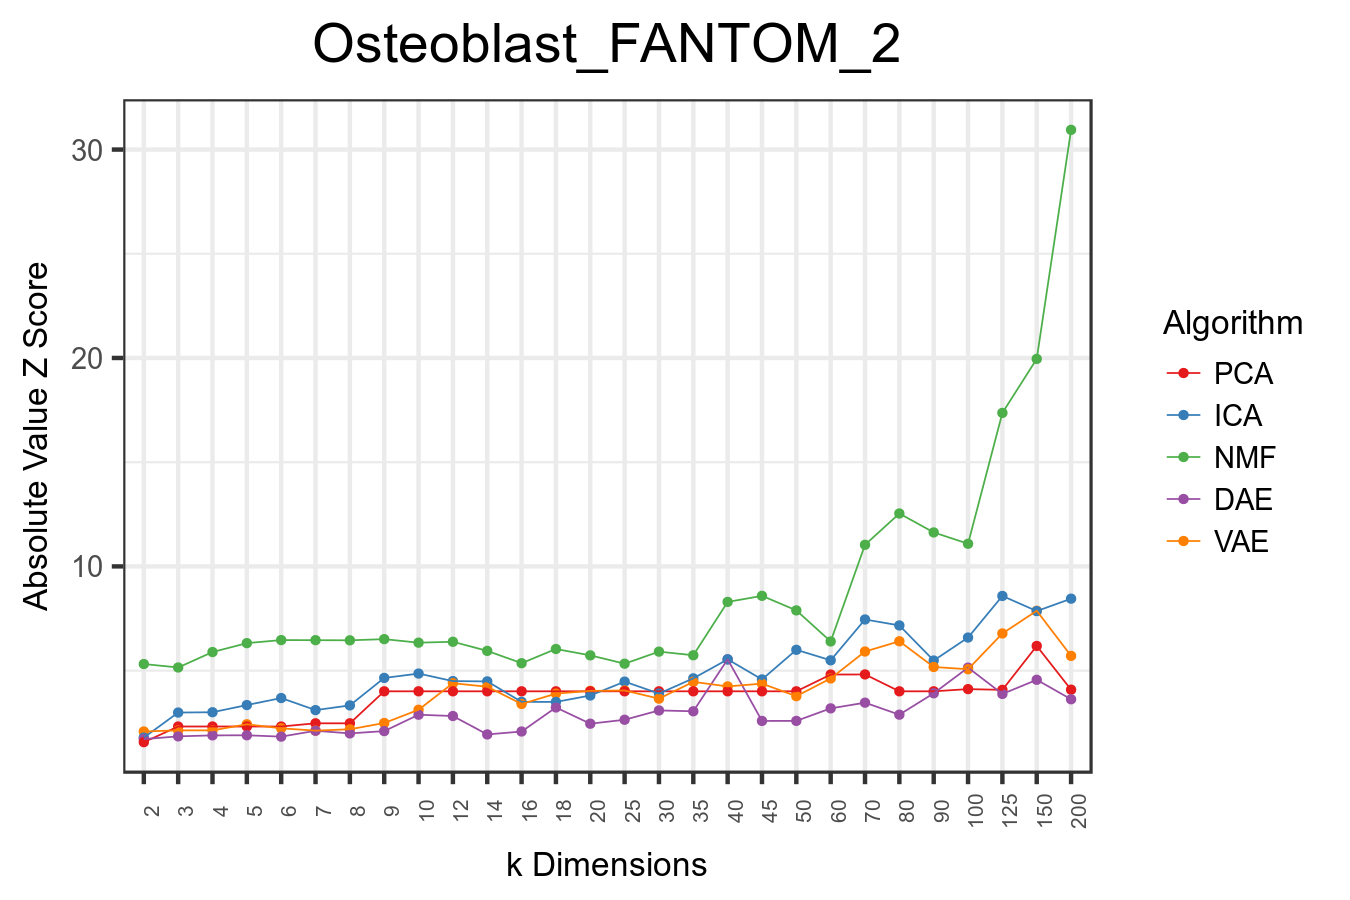 Osteoblast_FANTOM_2
Absolute Value Z Score
30
20
10
2 3 4 5 6 7 8 9 10 12 14 16 18 20 25 30 35 40 45 50 60 70 80 90 100 125 150 200
k Dimensions
Algorithm
PCA
ICA
NMF
DAE
VAE